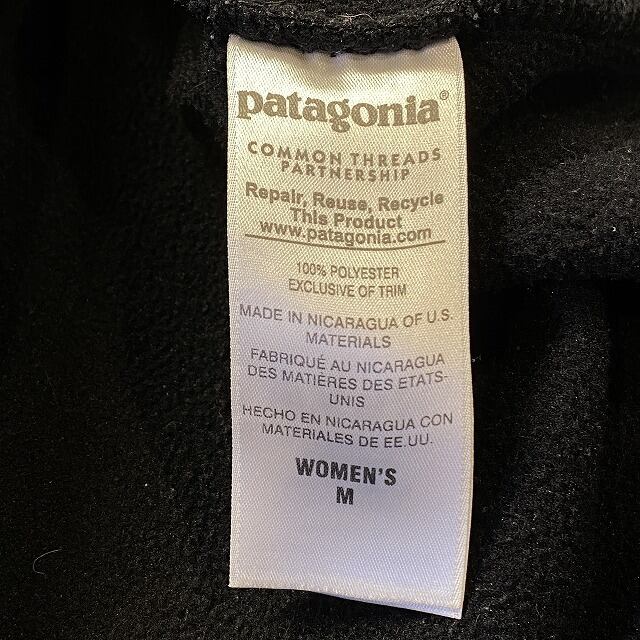 patagonia®
COMMON THREADS
PARTNERSHIP
Repair, Reuse, Recycle
This Product
www.patagonia.com
100% POLYESTER
EXCLUSIVE OF TRIM
MADE IN NICARAGUA OF U.S.
MATERIALS
FABRIQUÉ AU NICARAGUA
DES MATIÈRES DES ETATS-
UNIS
HECHO EN NICARAGUA CON
MATERIALES DE EE.UU.
WOMEN'S
M